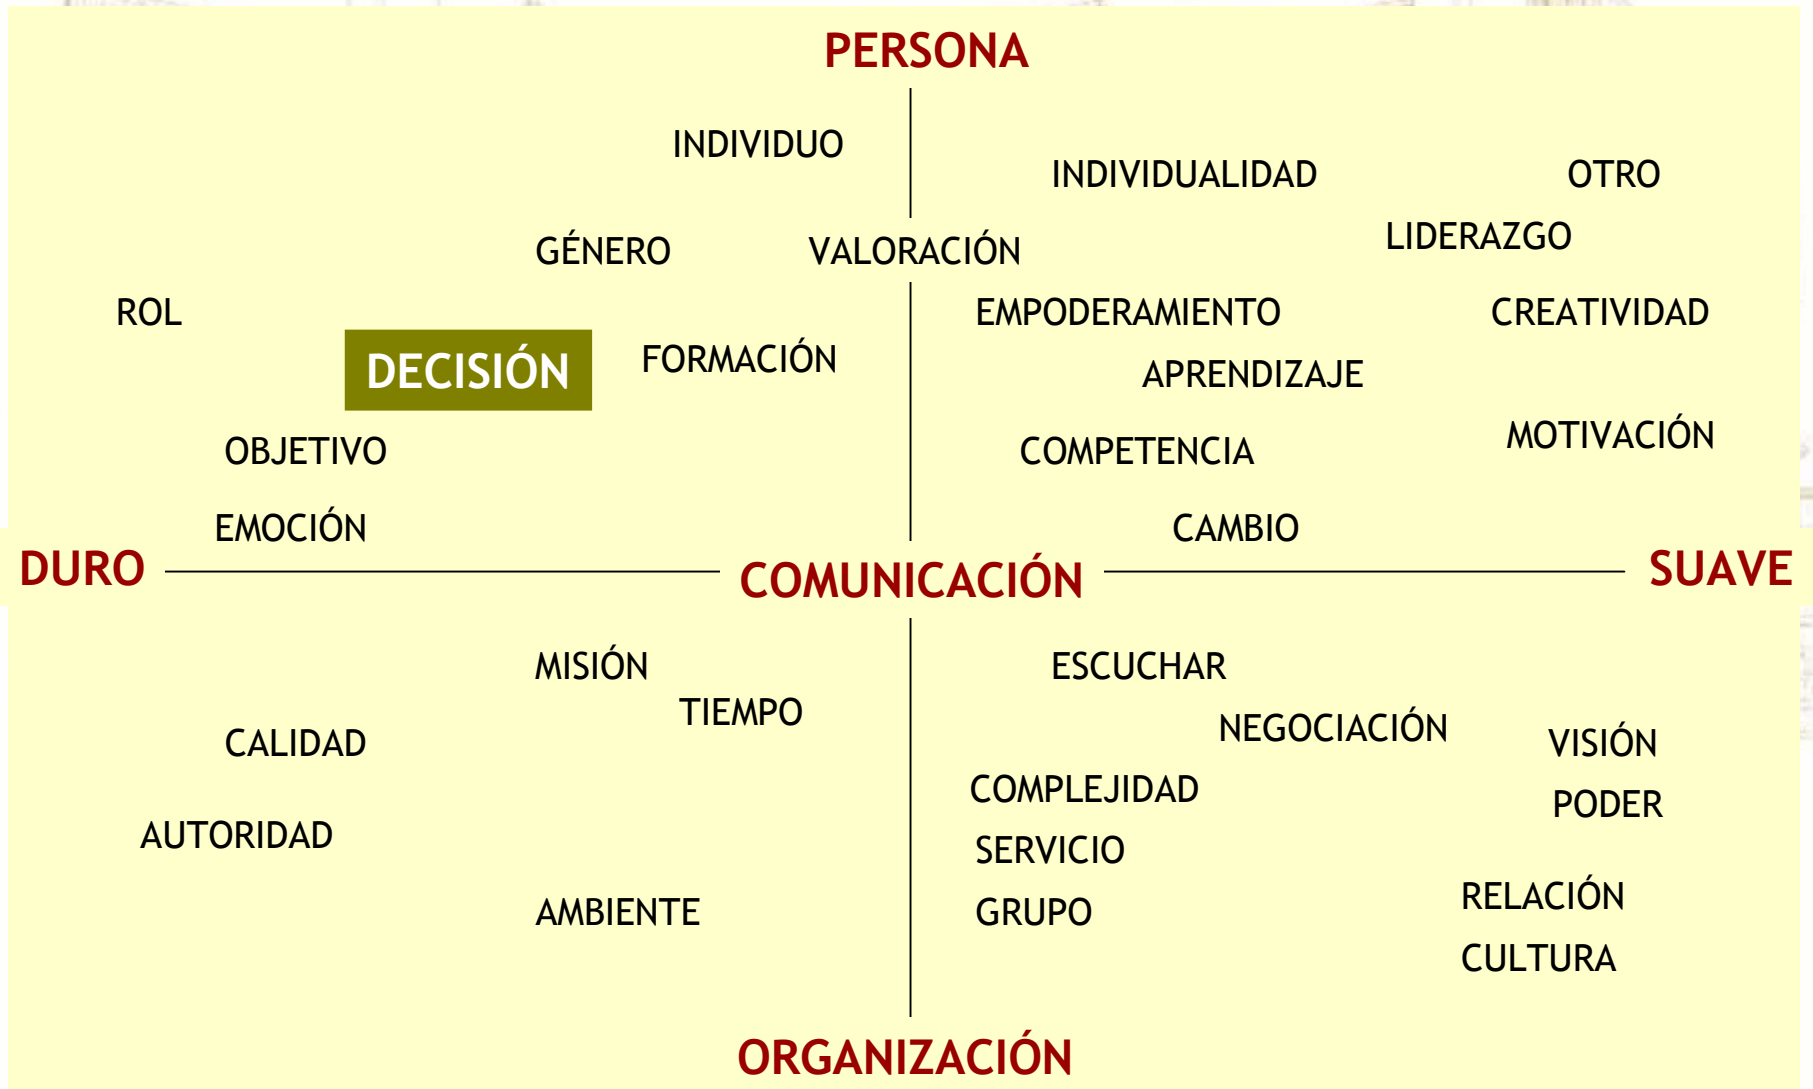 PERSONA
INDIVIDUO
INDIVIDUALIDAD
OTRO
GÉNERO
VALORACIÓN
LIDERAZGO
ROL
EMPODERAMIENTO
CREATIVIDAD
DECISIÓN
FORMACIÓN
APRENDIZAJE
OBJETIVO
COMPETENCIA
MOTIVACIÓN
EMOCIÓN
CAMBIO
DURO
COMUNICACIÓN
SUAVE
MISIÓN
ESCUCHAR
TIEMPO
NEGOCIACIÓN
CALIDAD
VISIÓN
COMPLEJIDAD
PODER
AUTORIDAD
SERVICIO
RELACIÓN
AMBIENTE
GRUPO
CULTURA
ORGANIZACIÓN